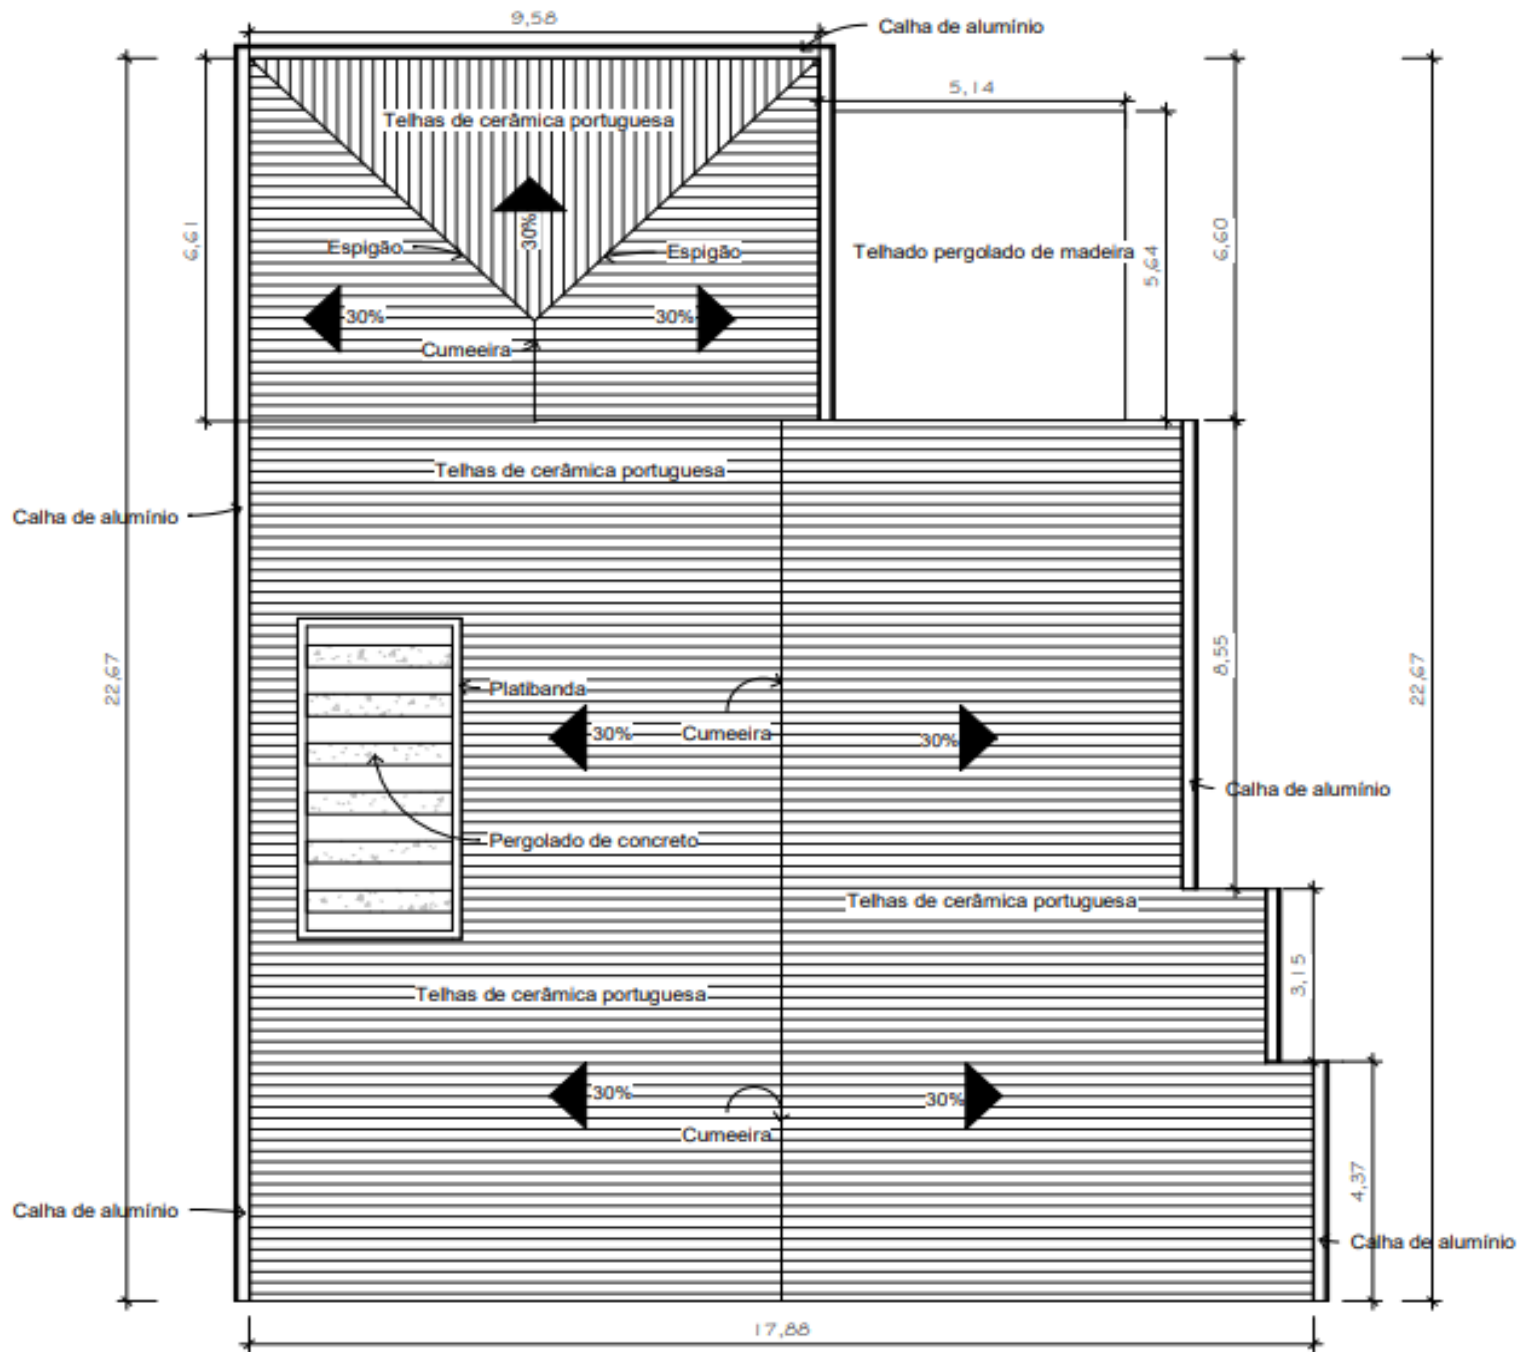 9,58
Calha de alumínio
5,14
Telhas de cerâmica portuguesa
30%
6,61
6,60
Espigão
Espigão
Telhado pergolado de madeira
5,64
30%
30%
Cumeeira
Telhas de cerâmica portuguesa
Calha de alumínio
22,67
8,55
22,67
Platibanda
30%
Cumeeira
30%
Calha de alumínio
Pergolado de concreto
Telhas de cerâmica portuguesa
3,15
Telhas de cerâmica portuguesa
30%
30%
Cumeeira
4,37
Calha de alumínio
Calha de alumínio
17,88